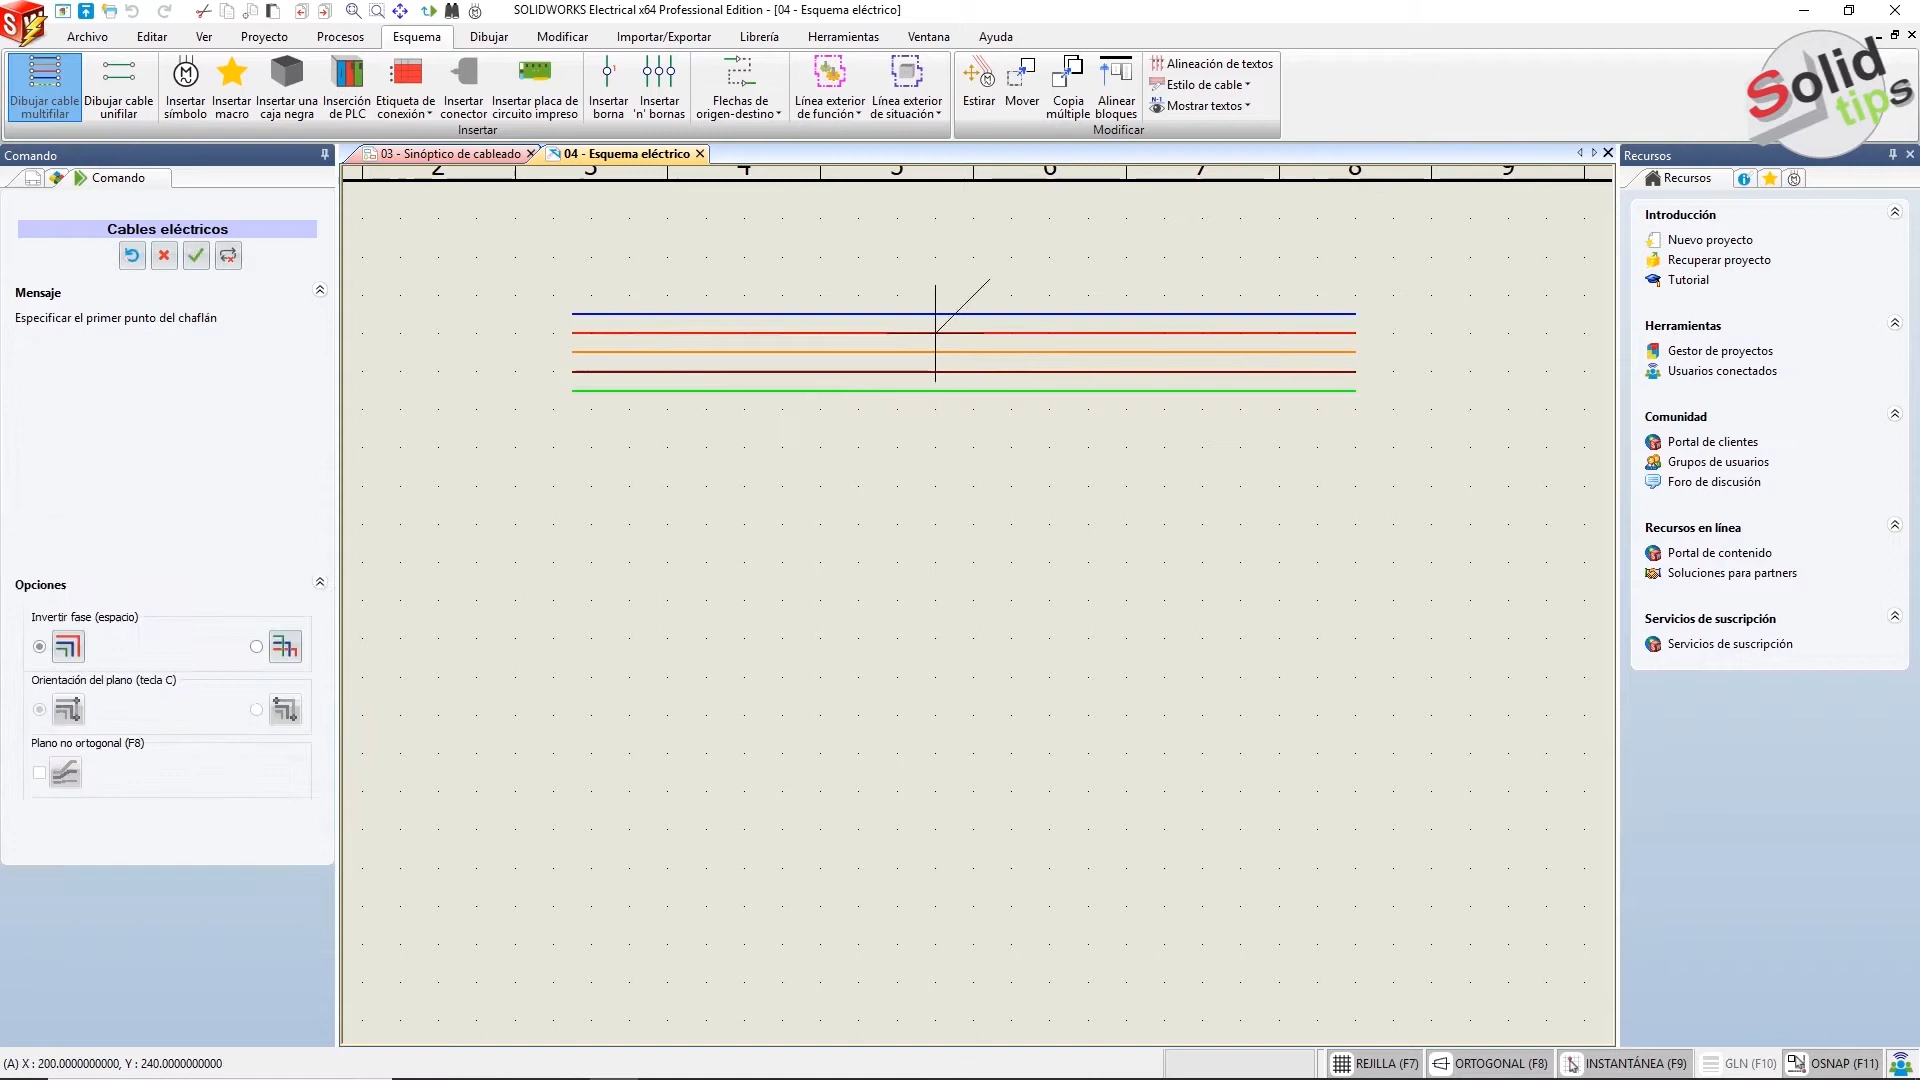 SOLIDWORKS Electrical x64 Professional Edition - [04 - Esquema eléctrico]
Archivo Editar Ver Proyecto Procesos Esquema Dibujar Modificar Importar/Exportar Librería Herramientas Ventana Ayuda
Dibujar cable multifilar
Dibujar cable unifilar
Insertar símbolo
Insertar macro
Insertar una caja negra
Inserción de PLC
Etiqueta de conexión
Insertar conector
Insertar placa de circuito impreso
Insertar borna
Insertar 'n' bornas
Flechas de origen-destino
Línea exterior de función
Línea exterior de situación
Estirar
Mover
Copia múltiple
Alinear bloques
Alineación de textos
Estilo de cable
Mostrar textos
Insertar
Modificar
Solid
tips
Comando
Comando
Cables eléctricos
Mensaje
Especificar el primer punto del chaflán
Opciones
Invertir fase (espacio)
Orientación del plano (tecla C)
Plano no ortogonal (F8)
03 - Sinóptico de cableado
04 - Esquema eléctrico
2 3 4 5 6 7 8 9
Recursos
Recursos
Introducción
Nuevo proyecto
Recuperar proyecto
Tutorial
Herramientas
Gestor de proyectos
Usuarios conectados
Comunidad
Portal de clientes
Grupos de usuarios
Foro de discusión
Recursos en línea
Portal de contenido
Soluciones para partners
Servicios de suscripción
Servicios de suscripción
(A) X : 200.0000000000, Y : 240.0000000000
REJILLA (F7) ORTOGONAL (F8) INSTANTÁNEA (F9) GLN (F10) OSNAP (F11)